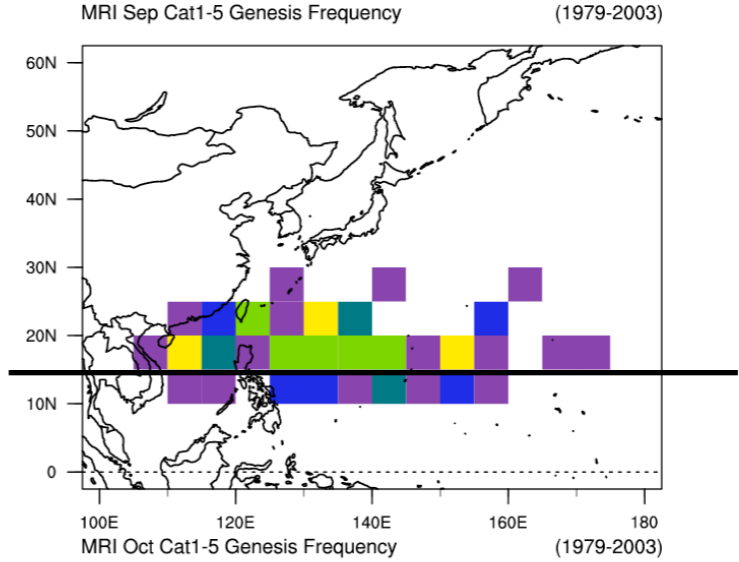 MRI Sep Cat1-5 Genesis Frequency (1979-2003)
60N
50N
40N
30N
20N
10N
0
100E 120E 140E 160E 180
MRI Oct Cat1-5 Genesis Frequency (1979-2003)